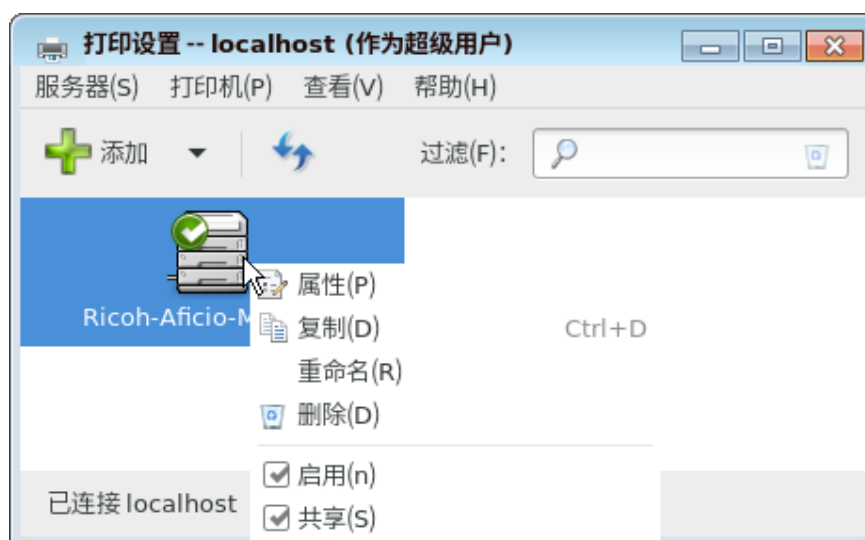 打印设置 -- localhost (作为超级用户)
服务器(S) 打印机(P) 查看(V) 帮助(H)
添加 过滤(F):
属性(P)
Ricoh-Aficio-M
复制(D) Ctrl+D
重命名(R)
删除(D)
启用(n)
已连接 localhost
共享(S)